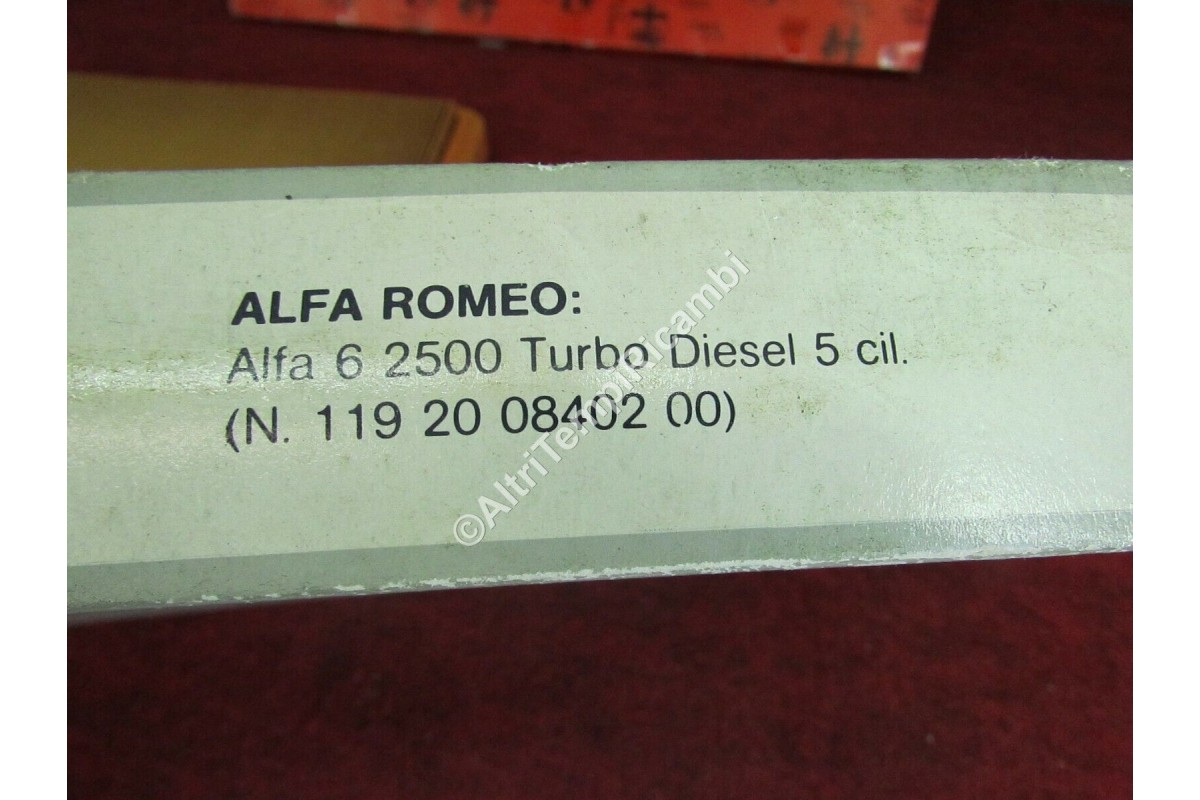 ALFA ROMEO:
Alfa 6 2500 Turbo Diesel 5 cil.
(N. 119 20 08402 00)
©AltriTempiRicambi